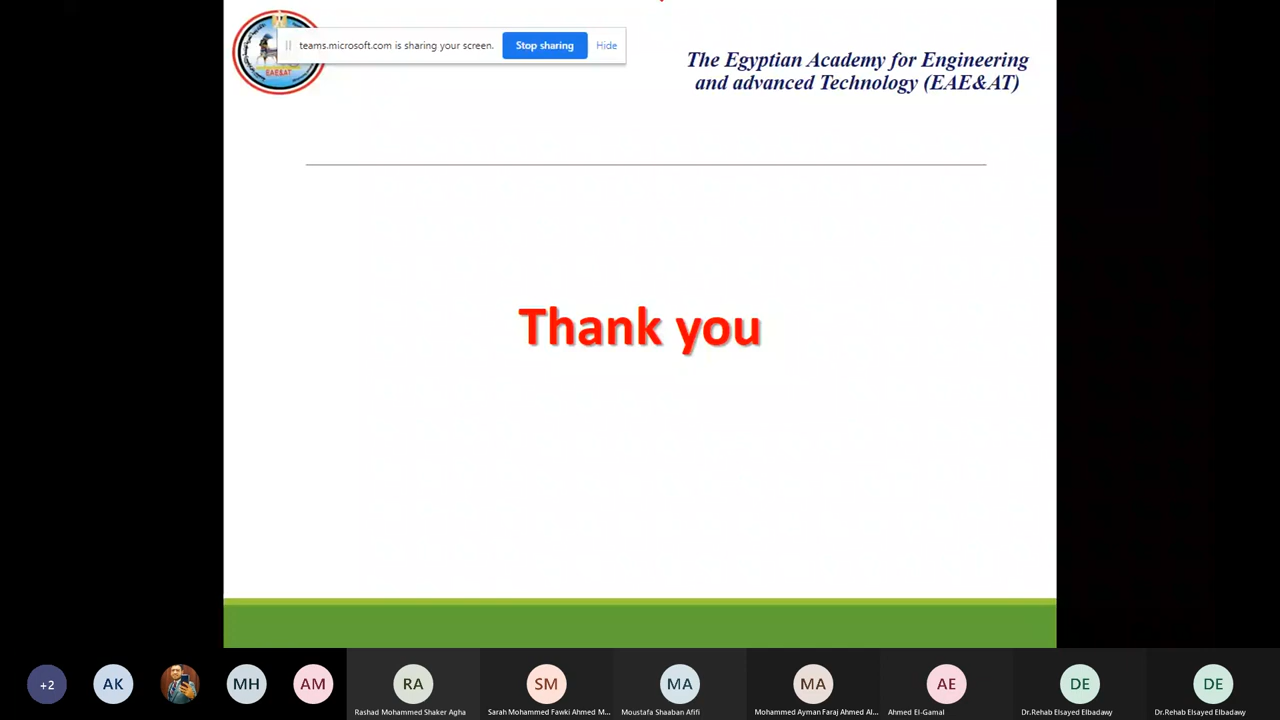 teams.microsoft.com is sharing your screen.
Stop sharing
Hide
EAE&AT
The Egyptian Academy for Engineering
and advanced Technology (EAE&AT)
Thank you
+2
AK
MH
AM
RA
SM
MA
MA
AE
DE
DE
Rashad Mohammed Shaker Agha
Sarah Mohammed Fawki Ahmed M...
Moustafa Shaaban Afifi
Mohammed Ayman Faraj Ahmed Al...
Ahmed El-Gamal
Dr.Rehab Elsayed Elbadawy
Dr.Rehab Elsayed Elbadawy